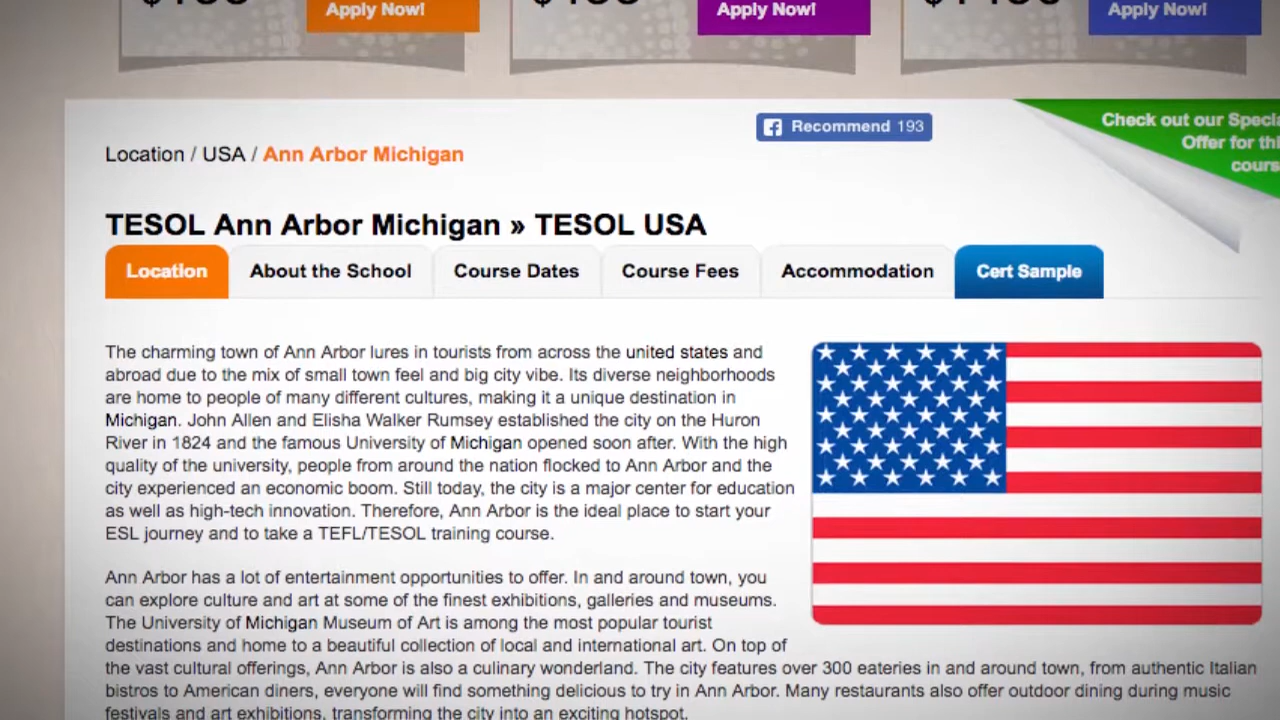 Apply Now!
Apply Now!
Apply Now!
Recommend 193
Check out our
Offer for
Location / USA / Ann Arbor Michigan
TESOL Ann Arbor Michigan » TESOL USA
Location
About the School
Course Dates
Course Fees
Accommodation
Cert Sample
The charming town of Ann Arbor lures in tourists from across the united states and
abroad due to the mix of small town feel and big city vibe. Its diverse neighborhoods
are home to people of many different cultures, making it a unique destination in
Michigan. John Allen and Elisha Walker Rumsey established the city on the Huron
River in 1824 and the famous University of Michigan opened soon after. With the high
quality of the university, people from around the nation flocked to Ann Arbor and the
city experienced an economic boom. Still today, the city is a major center for education
as well as high-tech innovation. Therefore, Ann Arbor is the ideal place to start your
ESL journey and to take a TEFL/TESOL training course.
Ann Arbor has a lot of entertainment opportunities to offer. In and around town, you
can explore culture and art at some of the finest exhibitions, galleries and museums.
The University of Michigan Museum of Art is among the most popular tourist
destinations and home to a beautiful collection of local and international art. On top of
the vast cultural offerings, Ann Arbor is also a culinary wonderland. The city features over 300 eateries in and around town, from authentic Italian
bistros to American diners, everyone will find something delicious to try in Ann Arbor. Many restaurants also offer outdoor dining during music
festivals and art exhibitions, transforming the city into an exciting hotspot.